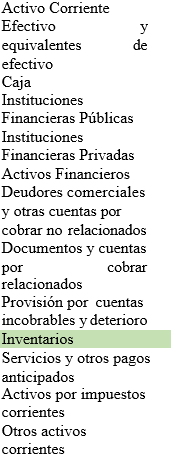 Activo Corriente
Efectivo y
equivalentes de
efectivo
Caja
Instituciones
Financieras Públicas
Instituciones
Financieras Privadas
Activos Financieros
Deudores comerciales
y otras cuentas por
cobrar no relacionados
Documentos y cuentas
por cobrar
relacionados
Provisión por cuentas
incobrables y deterioro
Inventarios
Servicios y otros pagos
anticipados
Activos por impuestos
corrientes
Otros activos
corrientes